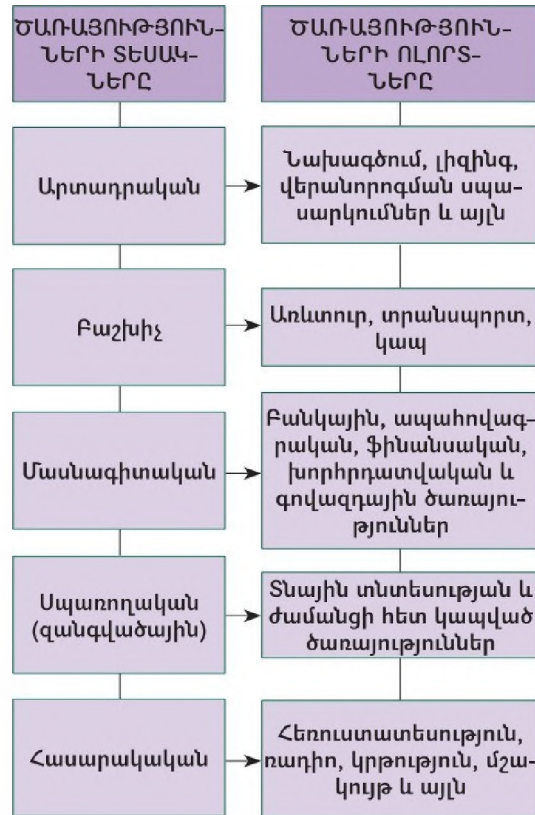 ԾԱՌԱՅՈՒԹՅՈՒՆ-
ՆԵՐԻ ՏԵՍԱԿ-
ՆԵՐԸ
ԾԱՌԱՅՈՒԹՅՈՒՆ-
ՆԵՐԻ ՈԼՈՐՏ-
ՆԵՐԸ
Արտադրական
Նախագծում, լիզինգ,
վերանորոգման սպա-
սարկումներ և այլն
Բաշխիչ
Առևտուր, տրանսպորտ,
կապ
Մասնագիտական
Բանկային, ապահովագ-
րական, ֆինանսական,
խորհրդատվական և
գովազդային ծառայու-
թյուններ
Սպառողական
(զանգվածային)
Տնային տնտեսության և
ժամանցի հետ կապված
ծառայություններ
Հասարակական
Հեռուստատեսություն,
ռադիո, կրթություն, մշա-
կույթ և այլն